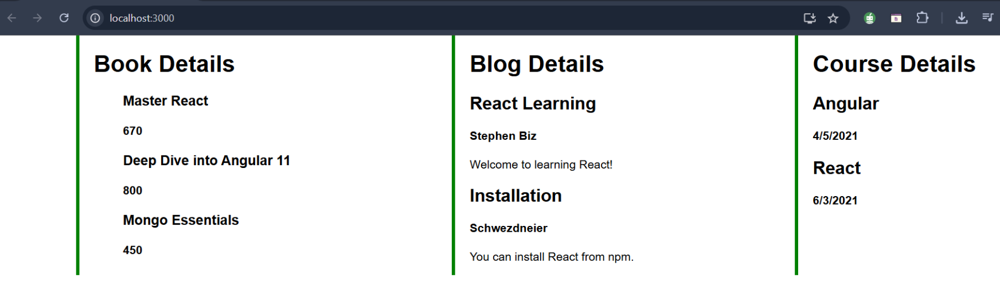 localhost:3000
Book Details
Master React
670
Deep Dive into Angular 11
800
Mongo Essentials
450
Blog Details
React Learning
Stephen Biz
Welcome to learning React!
Installation
Schwezdneier
You can install React from npm.
Course Details
Angular
4/5/2021
React
6/3/2021